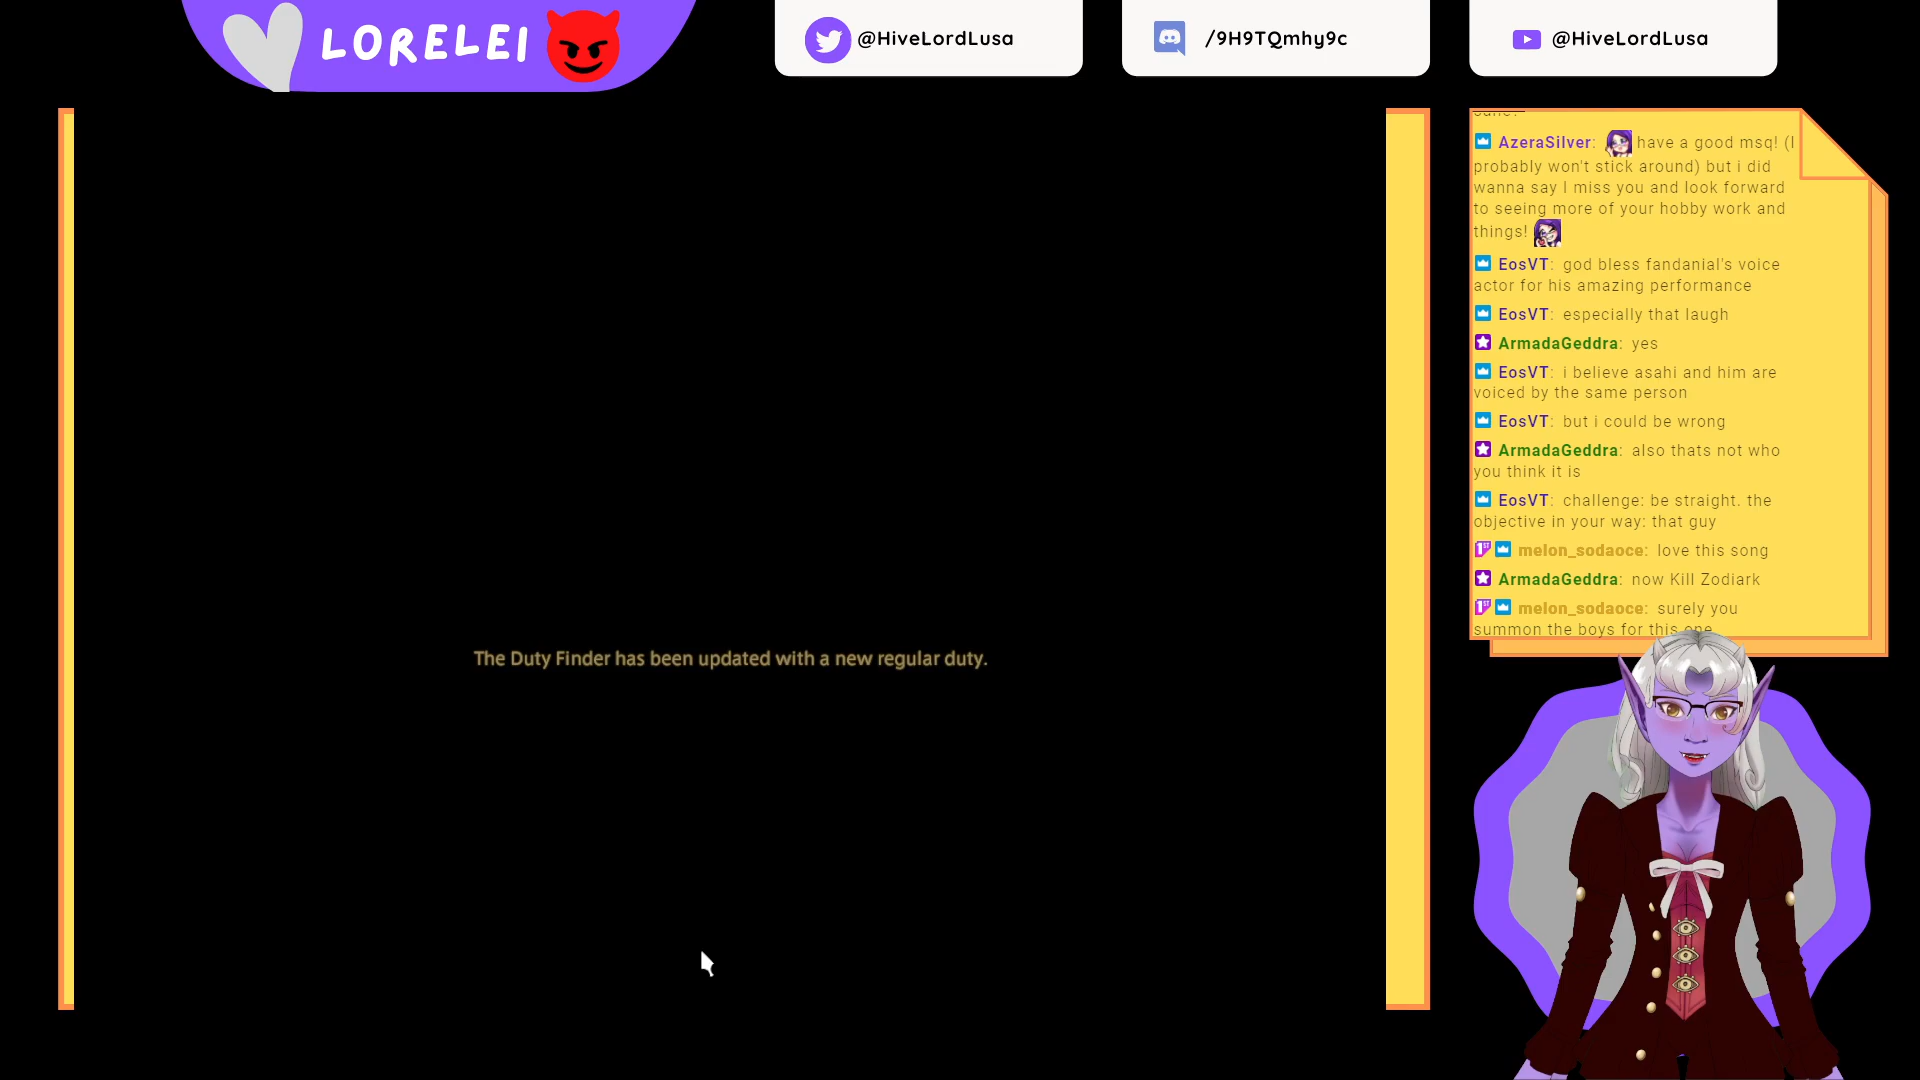 LORELEI
@HiveLordLusa
/9H9TQmhy9c
@HiveLordLusa
AzeraSilver: have a good msq! (I
probably won't stick around) but i did
wanna say I miss you and look forward
to seeing more of your hobby work and
things!
EosVT: god bless fandanial's voice
actor for his amazing performance
EosVT: especially that laugh
ArmadaGeddra: yes
EosVT: i believe asahi and him are
voiced by the same person
EosVT: but i could be wrong
ArmadaGeddra: also thats not who
you think it is
EosVT: challenge: be straight. the
objective in your way: that guy
melon_sodaoce: love this song
ArmadaGeddra: now Kill Zodiark
melon_sodaoce: surely you
summon the boys for this one
The Duty Finder has been updated with a new regular duty.